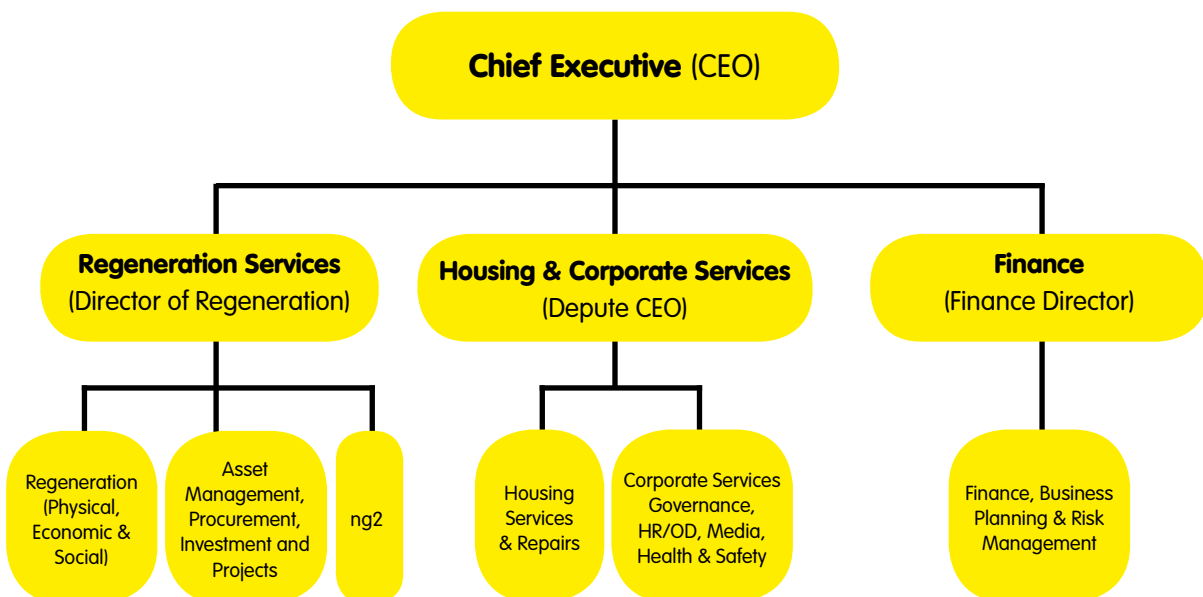 Chief Executive (CEO)
Regeneration Services
(Director of Regeneration)
Housing & Corporate Services
(Depute CEO)
Finance
(Finance Director)
Regeneration
(Physical,
Economic &
Social)
Asset
Management,
Procurement,
Investment and
Projects
ng2
Housing
Services
& Repairs
Corporate Services
Governance,
HR/OD, Media,
Health & Safety
Finance, Business
Planning & Risk
Management